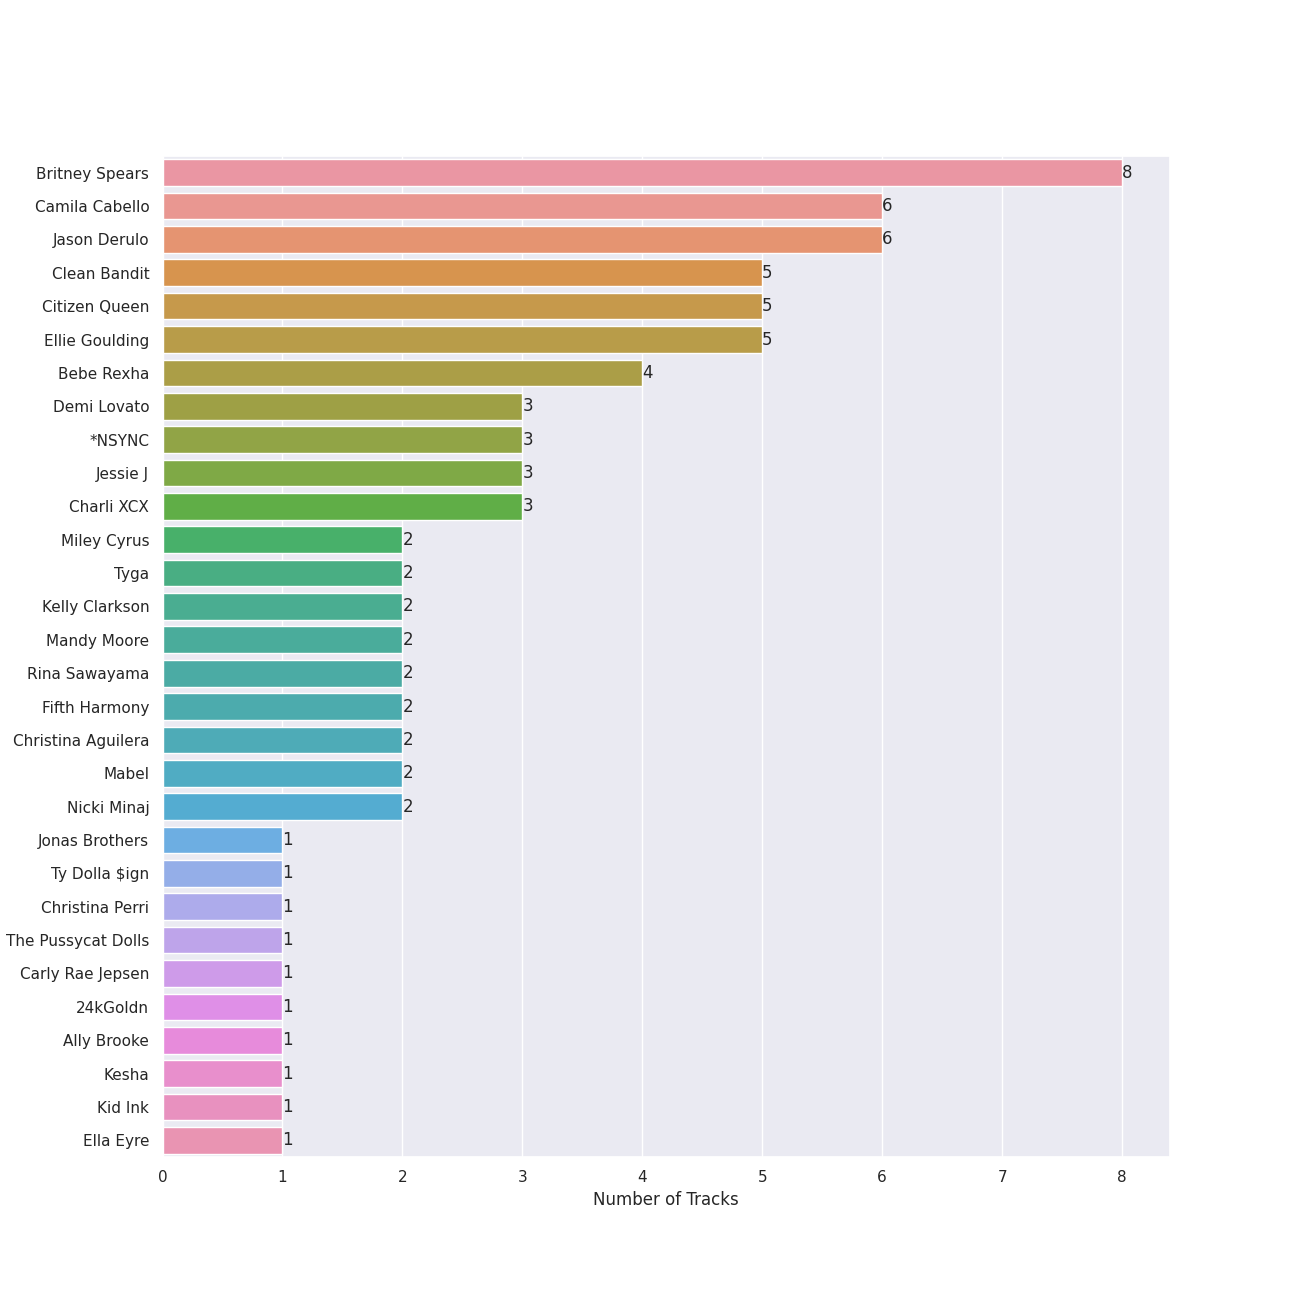 Britney Spears 8
Camila Cabello 6
Jason Derulo 6
Clean Bandit 5
Citizen Queen 5
Ellie Goulding 5
Bebe Rexha 4
Demi Lovato 3
*NSYNC 3
Jessie J 3
Charli XCX 3
Miley Cyrus 2
Tyga 2
Kelly Clarkson 2
Mandy Moore 2
Rina Sawayama 2
Fifth Harmony 2
Christina Aguilera 2
Mabel 2
Nicki Minaj 2
Jonas Brothers 1
Ty Dolla $ign 1
Christina Perri 1
The Pussycat Dolls 1
Carly Rae Jepsen 1
24kGoldn 1
Ally Brooke 1
Kesha 1
Kid Ink 1
Ella Eyre 1
0 1 2 3 4 5 6 7 8
Number of Tracks